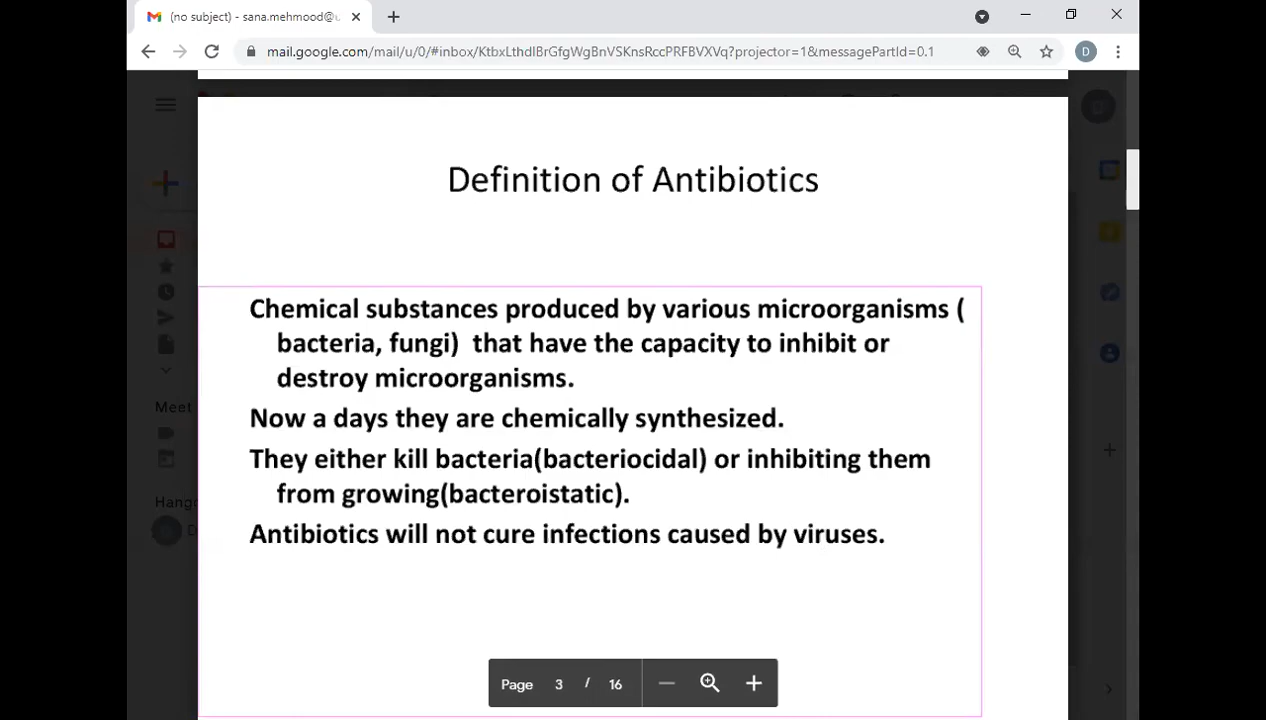 (no subject) - sana.mehmood@
mail.google.com/mail/u/0/#inbox/KtbxLthdlBrGfgWgBnVSKnsRccPRFBVXVq?projector=1&messagePartId=0.1
D
Definition of Antibiotics
Chemical substances produced by various microorganisms (
bacteria, fungi) that have the capacity to inhibit or
destroy microorganisms.
Now a days they are chemically synthesized.
They either kill bacteria(bacteriocidal) or inhibiting them
from growing(bacteroistatic).
Antibiotics will not cure infections caused by viruses.
Meet
Hango
Page 3 / 16